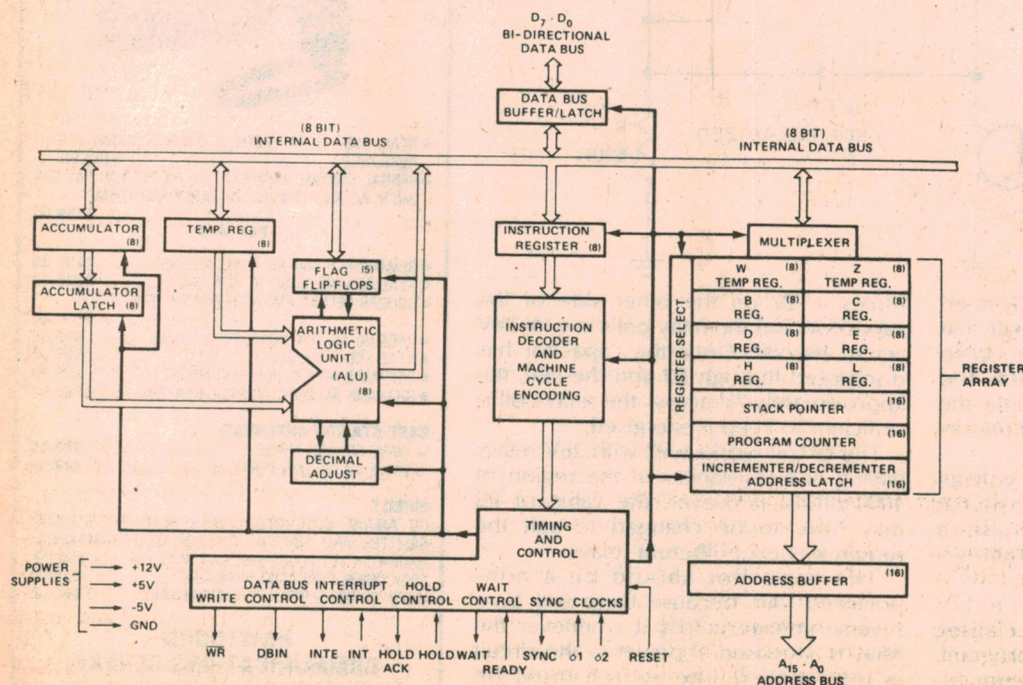 D7 - D0
BI-DIRECTIONAL
DATA BUS
DATA BUS
BUFFER/LATCH
(8 BIT)
INTERNAL DATA BUS
(8 BIT)
INTERNAL DATA BUS
ACCUMULATOR
(8)
TEMP. REG.
(8)
INSTRUCTION
REGISTER (8)
MULTIPLEXER
ACCUMULATOR
LATCH (8)
FLAG (5)
FLIP-FLOPS
ARITHMETIC
LOGIC
UNIT
(ALU)
(8)
DECIMAL
ADJUST
INSTRUCTION
DECODER
AND
MACHINE
CYCLE
ENCODING
REGISTER SELECT
W (8)
TEMP REG.
Z (8)
TEMP REG.
B (8)
REG.
C (8)
REG.
D (8)
REG.
E (8)
REG.
H (8)
REG.
L (8)
REG.
STACK POINTER (16)
PROGRAM COUNTER (16)
INCREMENTER/DECREMENTER
ADDRESS LATCH (16)
REGISTER
ARRAY
TIMING
AND
CONTROL
ADDRESS BUFFER (16)
POWER
SUPPLIES
+12V
+5V
-5V
GND
DATA BUS INTERRUPT HOLD WAIT
WRITE CONTROL CONTROL CONTROL CONTROL SYNC CLOCKS
WR DBIN INTE INT HOLD HOLD WAIT SYNC ϕ1 ϕ2 RESET
ACK READY
A15 - A0
ADDRESS BUS